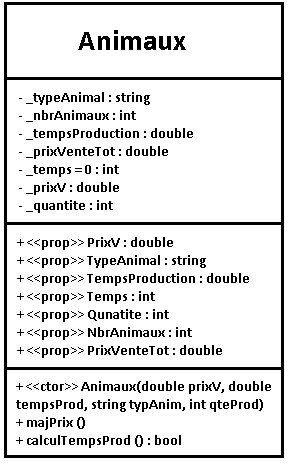 Animaux
- _typeAnimal : string
- _nbrAnimaux : int
- _tempsProduction : double
- _prixVenteTot : double
- _temps = 0 : int
- _prixV : double
- _quantite : int
+ <<prop>> PrixV : double
+ <<prop>> TypeAnimal : string
+ <<prop>> TempsProduction : double
+ <<prop>> Temps : int
+ <<prop>> Qunatite : int
+ <<prop>> NbrAnimaux : int
+ <<prop>> PrixVenteTot : double
+ <<ctor>> Animaux(double prixV, double
tempsProd, string typAnim, int qteProd)
+ majPrix ()
+ calculTempsProd () : bool